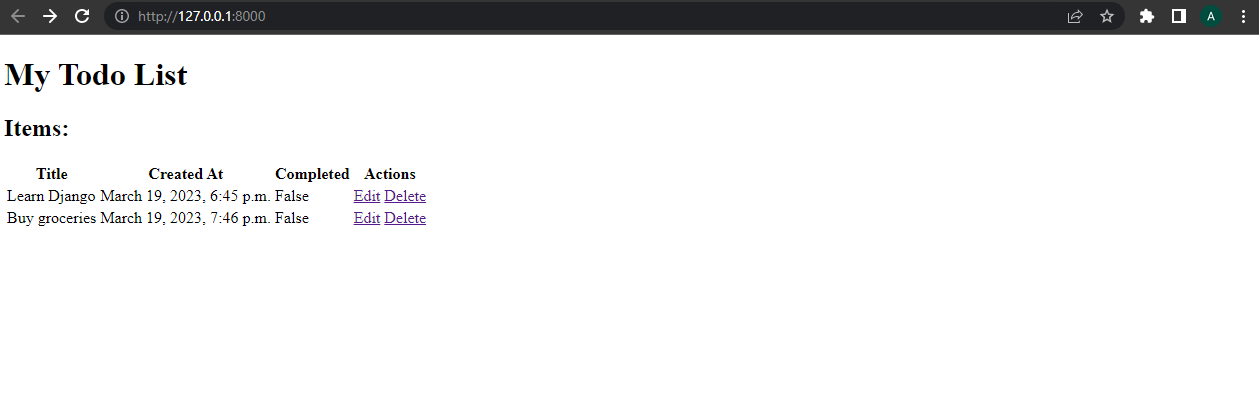 http://127.0.0.1:8000
A
My Todo List
Items:
Title Created At Completed Actions
Learn Django March 19, 2023, 6:45 p.m. False Edit Delete
Buy groceries March 19, 2023, 7:46 p.m. False Edit Delete